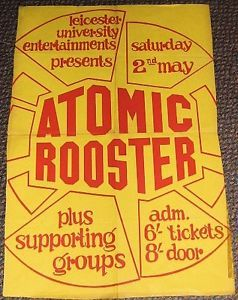 leicester
university
entertainments
presents
saturday
2nd may
ATOMIC
ROOSTER
plus
supporting
groups
adm.
6/- tickets
8/- door